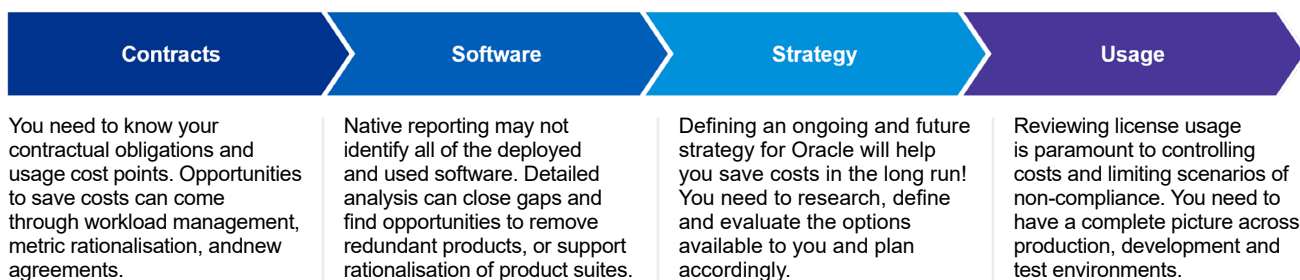 Contracts
Software
Strategy
Usage
You need to know your
contractual obligations and
usage cost points. Opportunities
to save costs can come
through workload management,
metric rationalisation, andnew
agreements.
Native reporting may not
identify all of the deployed
and used software. Detailed
analysis can close gaps and
find opportunities to remove
redundant products, or support
rationalisation of product suites.
Defining an ongoing and future
strategy for Oracle will help
you save costs in the long run!
You need to research, define
and evaluate the options
available to you and plan
accordingly.
Reviewing license usage
is paramount to controlling
costs and limiting scenarios of
non-compliance. You need to
have a complete picture across
production, development and
test environments.